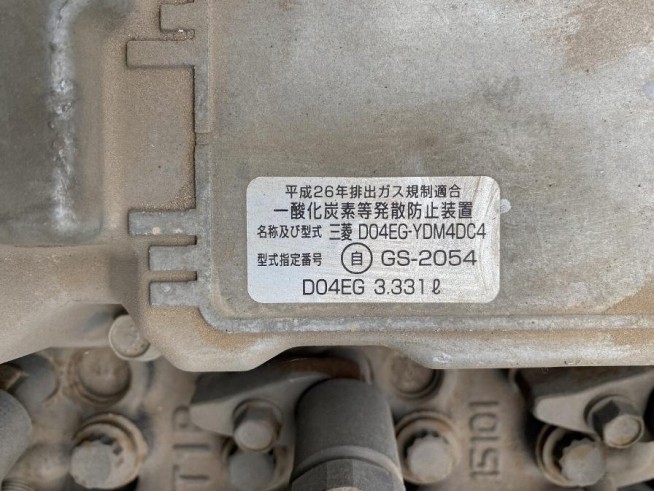 平成26年排出ガス規制適合
一酸化炭素等発散防止装置
名称及び型式 三菱 D04EG-YDM4DC4
型式指定番号 自 GS-2054
D04EG 3.331ℓ
15101